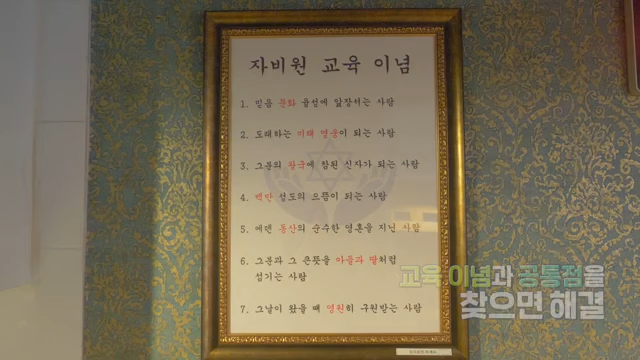 자비원 교육 이념
1. 믿음 문화 융성에 앞장서는 사람
2. 도래하는 미래 영웅이 되는 사람
3. 그분의 왕국에 합된 신자가 되는 사람
4. 백만 성도의 으뜸이 되는 사람
5. 에덴 동산의 순수한 영혼을 지닌 사람
6. 그분과 그 큰뜻을 아들과 딸처럼
섬기는 사람
7. 그날이 왔을 때 영원히 구원받는 사람
교육 이념과 공통점을
찾으면 해결